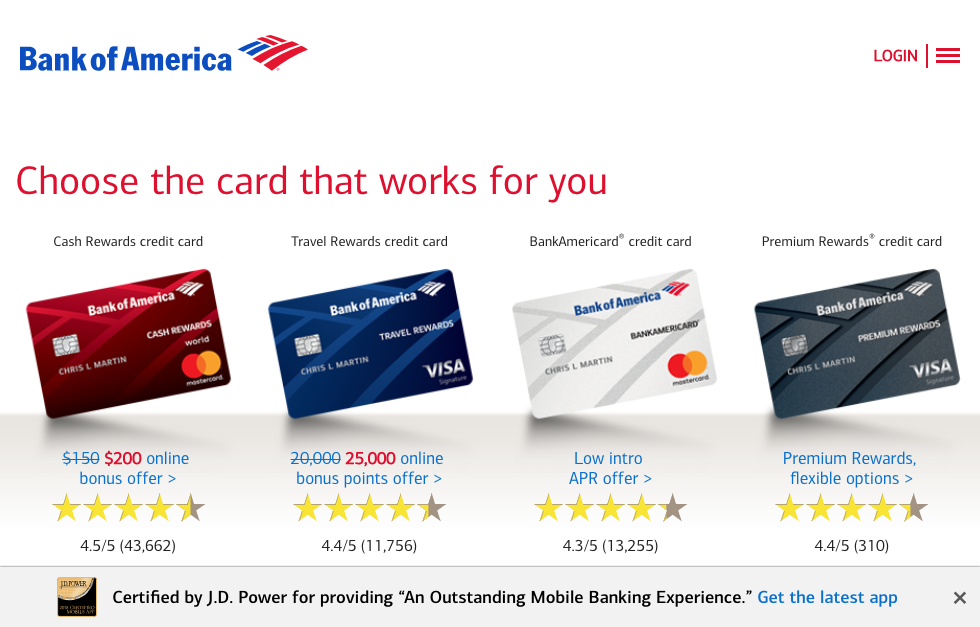 Bank of America
LOGIN
Choose the card that works for you
Cash Rewards credit card
Travel Rewards credit card
BankAmericard® credit card
Premium Rewards® credit card
Bank of America
CASH REWARDS
world
CHRIS L MARTIN
mastercard
Bank of America
TRAVEL REWARDS
CHRIS L MARTIN
VISA
Signature
Bank of America
BANKAMERICARD
CHRIS L MARTIN
mastercard
Bank of America
PREMIUM REWARDS
CHRIS L MARTIN
VISA
Signature
$150 $200 online
bonus offer >
20,000 25,000 online
bonus points offer >
Low intro
APR offer >
Premium Rewards,
flexible options >
4.5/5 (43,662)
4.4/5 (11,756)
4.3/5 (13,255)
4.4/5 (310)
J.D. POWER
2018 CERTIFIED
MOBILE APP
Certified by J.D. Power for providing “An Outstanding Mobile Banking Experience.” Get the latest app